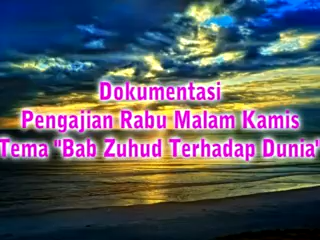 Dokumentasi
Pengajian Rabu Malam Kamis
Tema "Bab Zuhud Terhadap Dunia"